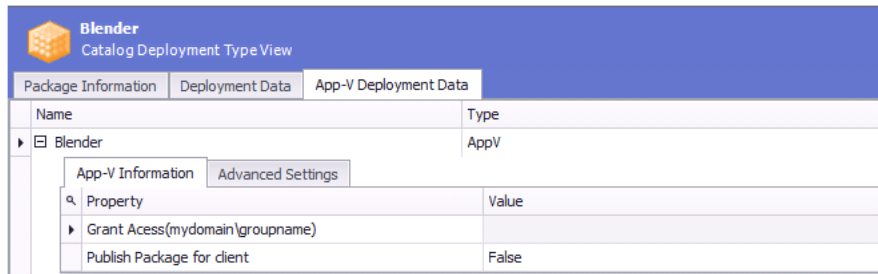 Blender
Catalog Deployment Type View
Package Information Deployment Data App-V Deployment Data
Name Type
Blender AppV
App-V Information Advanced Settings
Property Value
Grant Acess(mydomain\groupname)
Publish Package for client False